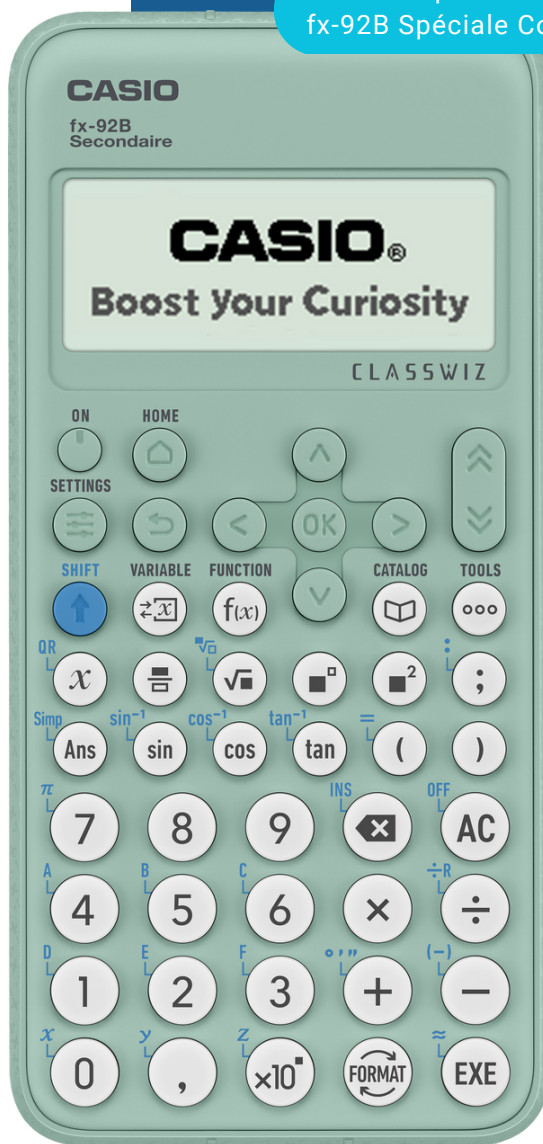 fx-92B Spéciale Co
CASIO
fx-92B
Secondaire
CASIO®
Boost your Curiosity
CLASSWIZ
ON HOME
SETTINGS
OK
SHIFT VARIABLE FUNCTION CATALOG TOOLS
x f(x)
QR √ :
x √ 2 ;
Simp sin⁻¹ cos⁻¹ tan⁻¹ =
Ans sin cos tan ( )
π INS OFF
7 8 9 AC
A B C ÷R
4 5 6 × ÷
D E F ° ′ ″ (−)
1 2 3 + −
x y z ≈
0 , ×10 FORMAT EXE